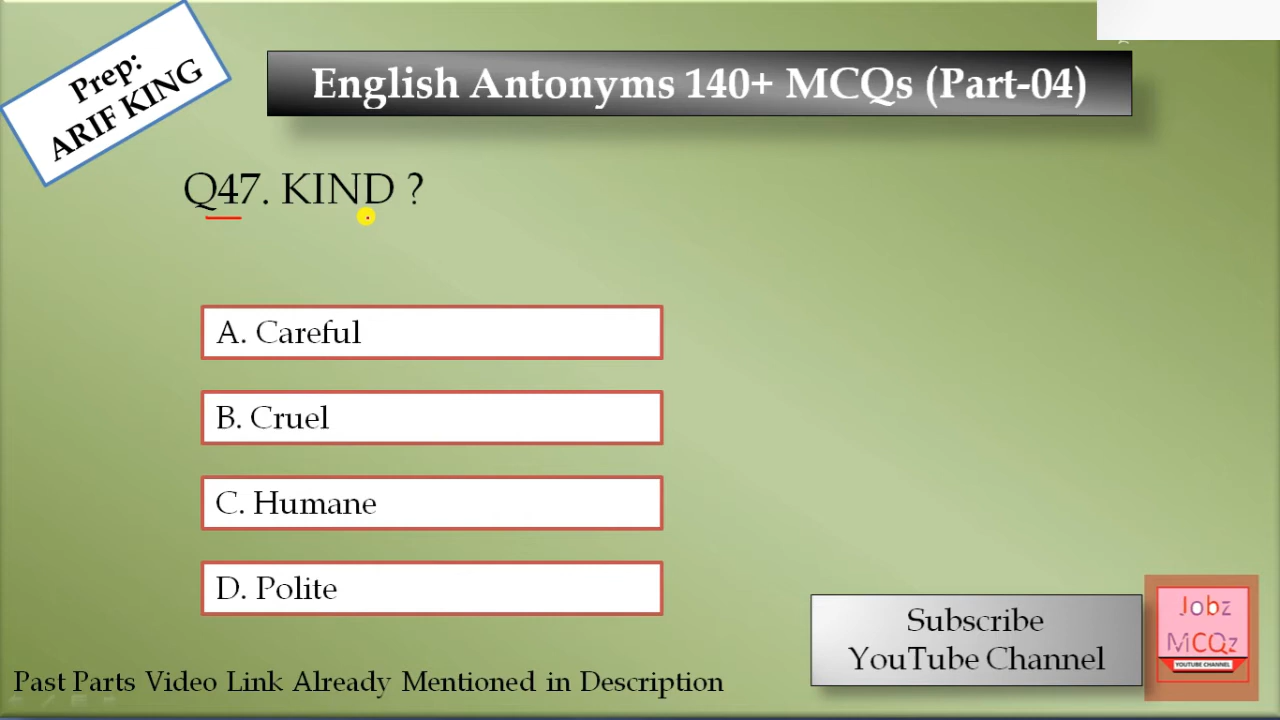 Prep:
ARIF KING
English Antonyms 140+ MCQs (Part-04)
Q47. KIND ?
A. Careful
B. Cruel
C. Humane
D. Polite
Subscribe
YouTube Channel
Jobz
MCQz
YOUTUBE CHANNEL
Past Parts Video Link Already Mentioned in Description